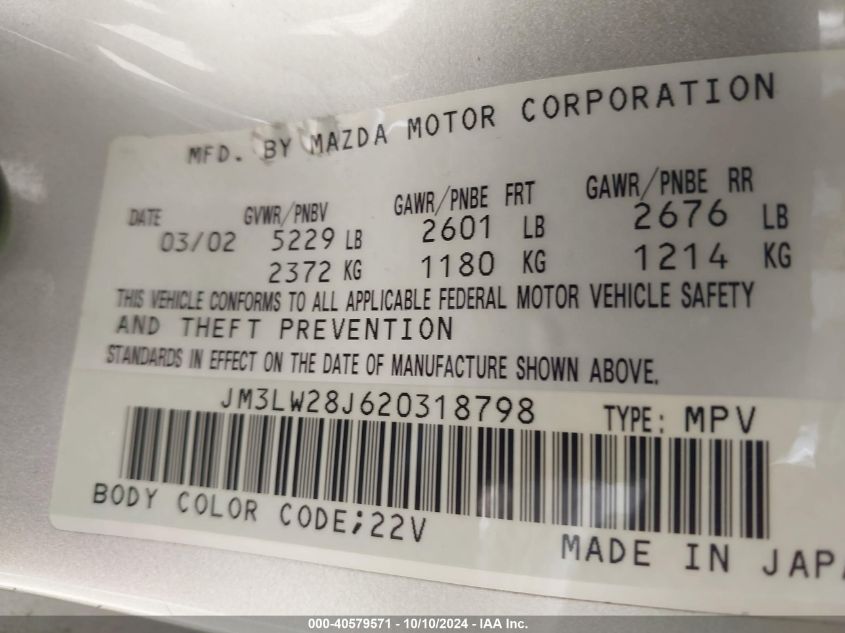 MFD. BY MAZDA MOTOR CORPORATION
DATE GVWR/PNBV GAWR/PNBE FRT GAWR/PNBE RR
03/02 5229 LB 2601 LB 2676 LB
2372 KG 1180 KG 1214 KG
THIS VEHICLE CONFORMS TO ALL APPLICABLE FEDERAL MOTOR VEHICLE SAFETY
AND THEFT PREVENTION
STANDARDS IN EFFECT ON THE DATE OF MANUFACTURE SHOWN ABOVE.
JM3LW28J620318798 TYPE: MPV
BODY COLOR CODE;22V
MADE IN JAPA
000-40579571 - 10/10/2024 - IAA Inc.